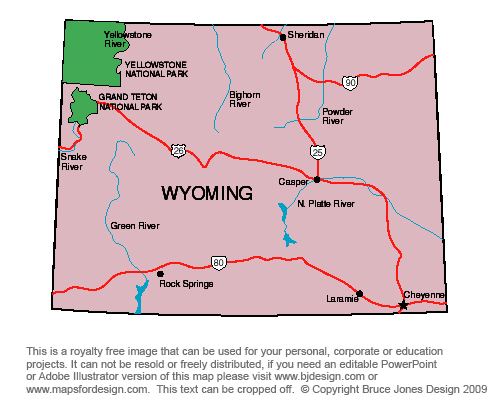 Yellowstone
River
Sheridan
YELLOWSTONE
NATIONAL PARK
90
GRAND TETON
NATIONAL PARK
Bighorn
River
Powder
River
26
25
Snake
River
Casper
WYOMING
N. Platte River
Green River
80
Rock Springs
Laramie
Cheyenne
This is a royalty free image that can be used for your personal, corporate or education
projects. It can not be resold or freely distributed, if you need an editable PowerPoint
or Adobe Illustrator version of this map please visit www.bjdesign.com or
www.mapsfordesign.com. This text can be cropped off. © Copyright Bruce Jones Design 2009